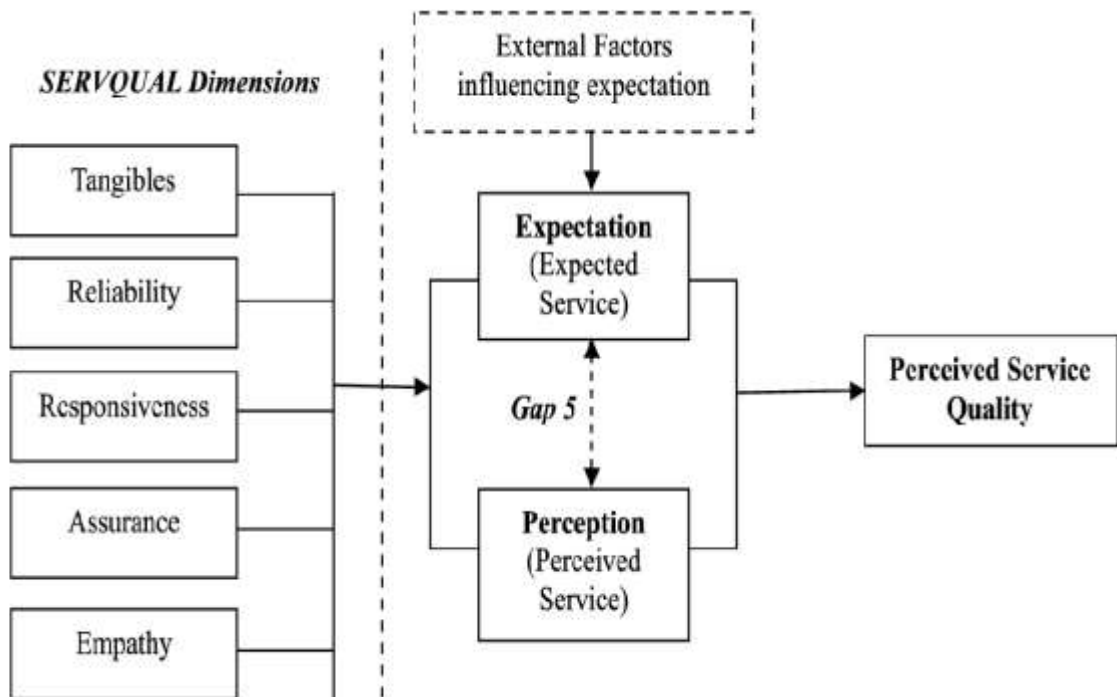 SERVQUAL Dimensions
Tangibles
Reliability
Responsiveness
Assurance
Empathy
External Factors
influencing expectation
Expectation
(Expected
Service)
Gap 5
Perception
(Perceived
Service)
Perceived Service
Quality